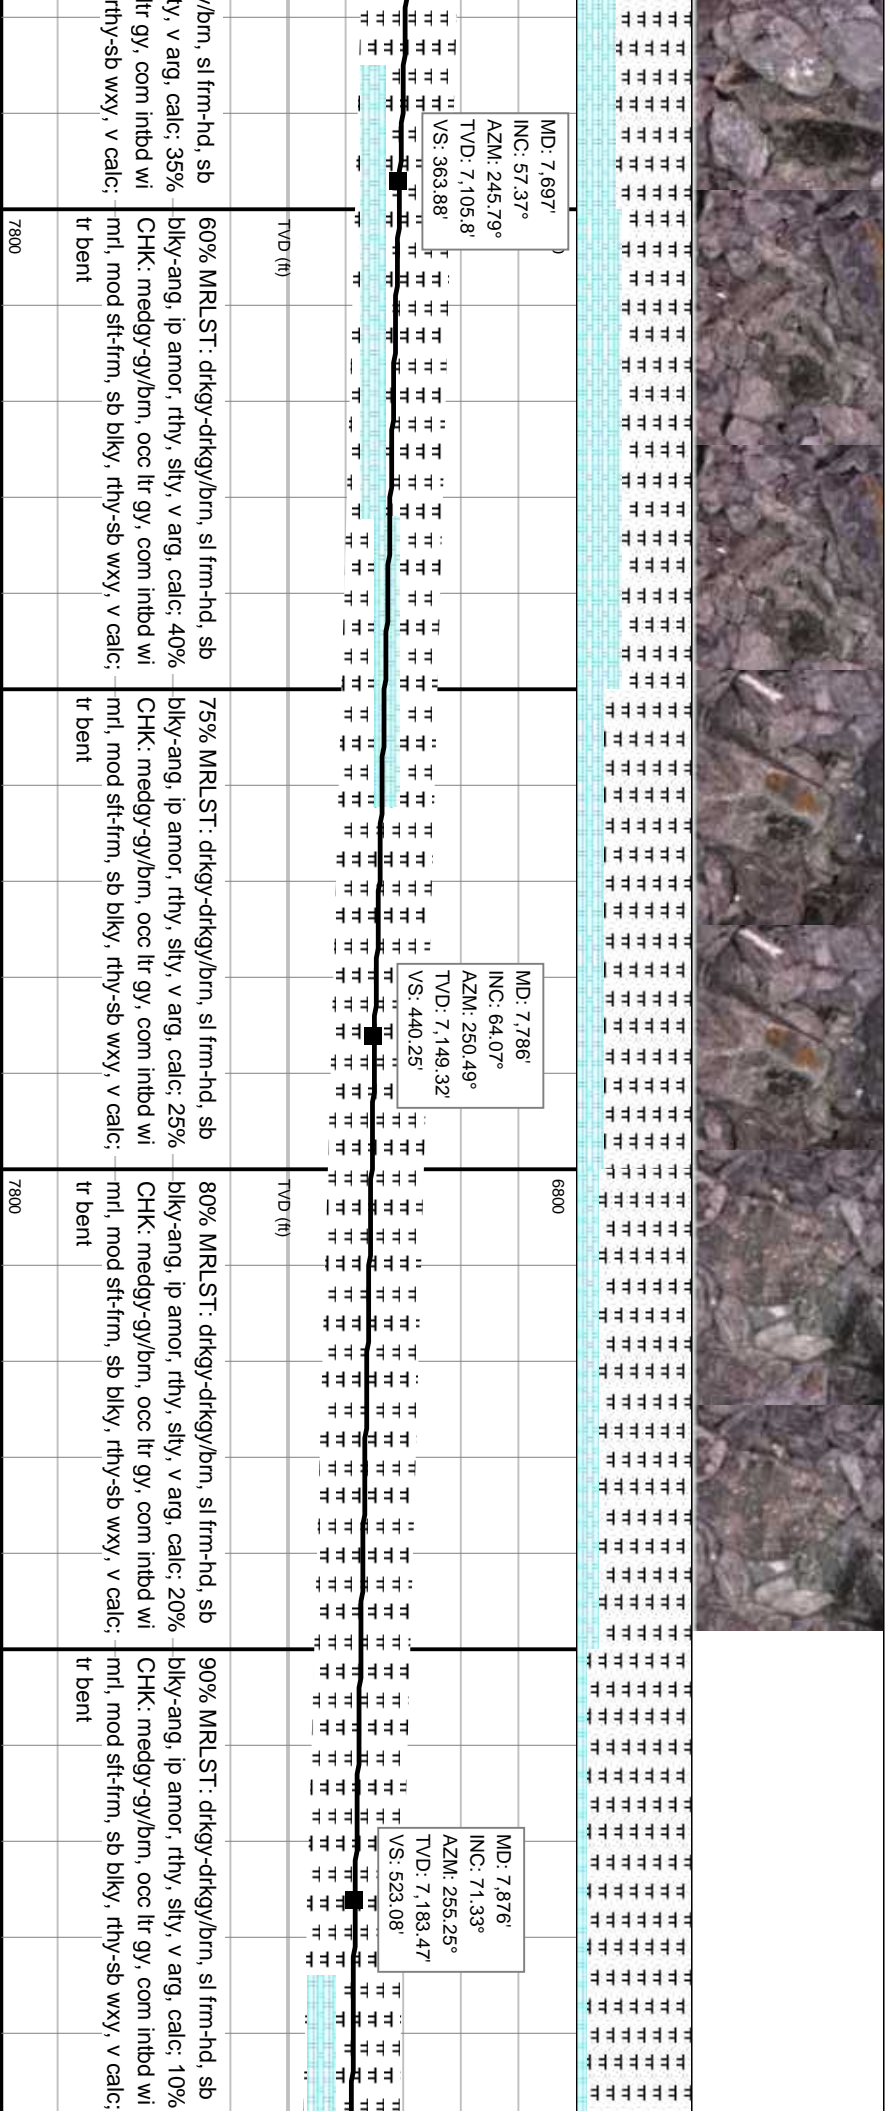 /brn, sl frm-hd, sb
ty, v arg, calc; 35%
ltr gy, com intbd wi
rthy-sb wxy, v calc;
MD: 7,697'
INC: 57.37°
AZM: 245.79°
TVD: 7,105.8'
VS: 363.88'
TVD (ft)
7800
60% MRLST: drkgy-drkgy/brn, sl frm-hd, sb
blky-ang, ip amor, rthy, slty, v arg, calc; 40%
CHK: medgy-gy/brn, occ ltr gy, com intbd wi
mrl, mod sft-frm, sb blky, rthy-sb wxy, v calc;
tr bent
75% MRLST: drkgy-drkgy/brn, sl frm-hd, sb
blky-ang, ip amor, rthy, slty, v arg, calc; 25%
CHK: medgy-gy/brn, occ ltr gy, com intbd wi
mrl, mod sft-frm, sb blky, rthy-sb wxy, v calc;
tr bent
MD: 7,786'
INC: 64.07°
AZM: 250.49°
TVD: 7,149.32'
VS: 440.25'
6800
TVD (ft)
7800
80% MRLST: drkgy-drkgy/brn, sl frm-hd, sb
blky-ang, ip amor, rthy, slty, v arg, calc; 20%
CHK: medgy-gy/brn, occ ltr gy, com intbd wi
mrl, mod sft-frm, sb blky, rthy-sb wxy, v calc;
tr bent
90% MRLST: drkgy-drkgy/brn, sl frm-hd, sb
blky-ang, ip amor, rthy, slty, v arg, calc; 10%
CHK: medgy-gy/brn, occ ltr gy, com intbd wi
mrl, mod sft-frm, sb blky, rthy-sb wxy, v calc;
tr bent
MD: 7,876'
INC: 71.33°
AZM: 255.25°
TVD: 7,183.47'
VS: 523.08'